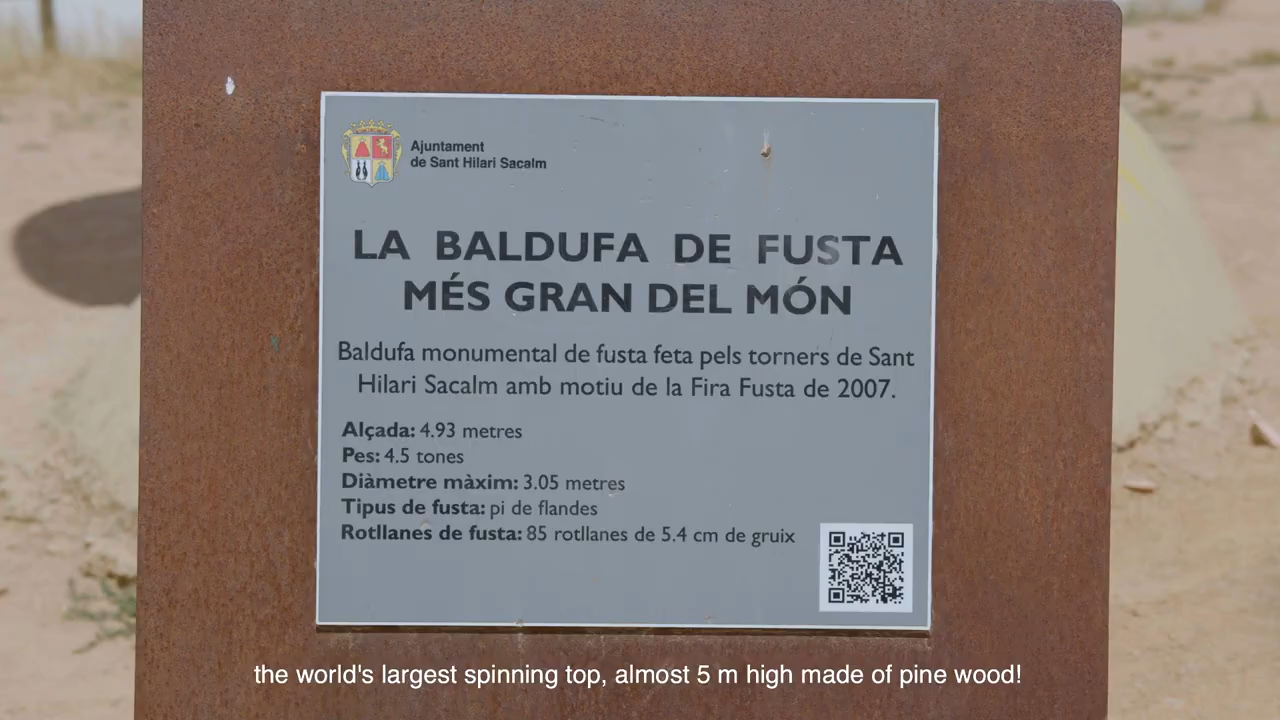 Ajuntament
de Sant Hilari Sacalm
LA BALDUFA DE FUSTA
MÉS GRAN DEL MÓN
Baldufa monumental de fusta feta pels torners de Sant
Hilari Sacalm amb motiu de la Fira Fusta de 2007.
Alçada: 4.93 metres
Pes: 4.5 tones
Diàmetre màxim: 3.05 metres
Tipus de fusta: pi de flandes
Rotllanes de fusta: 85 rotllanes de 5.4 cm de gruix
the world's largest spinning top, almost 5 m high made of pine wood!